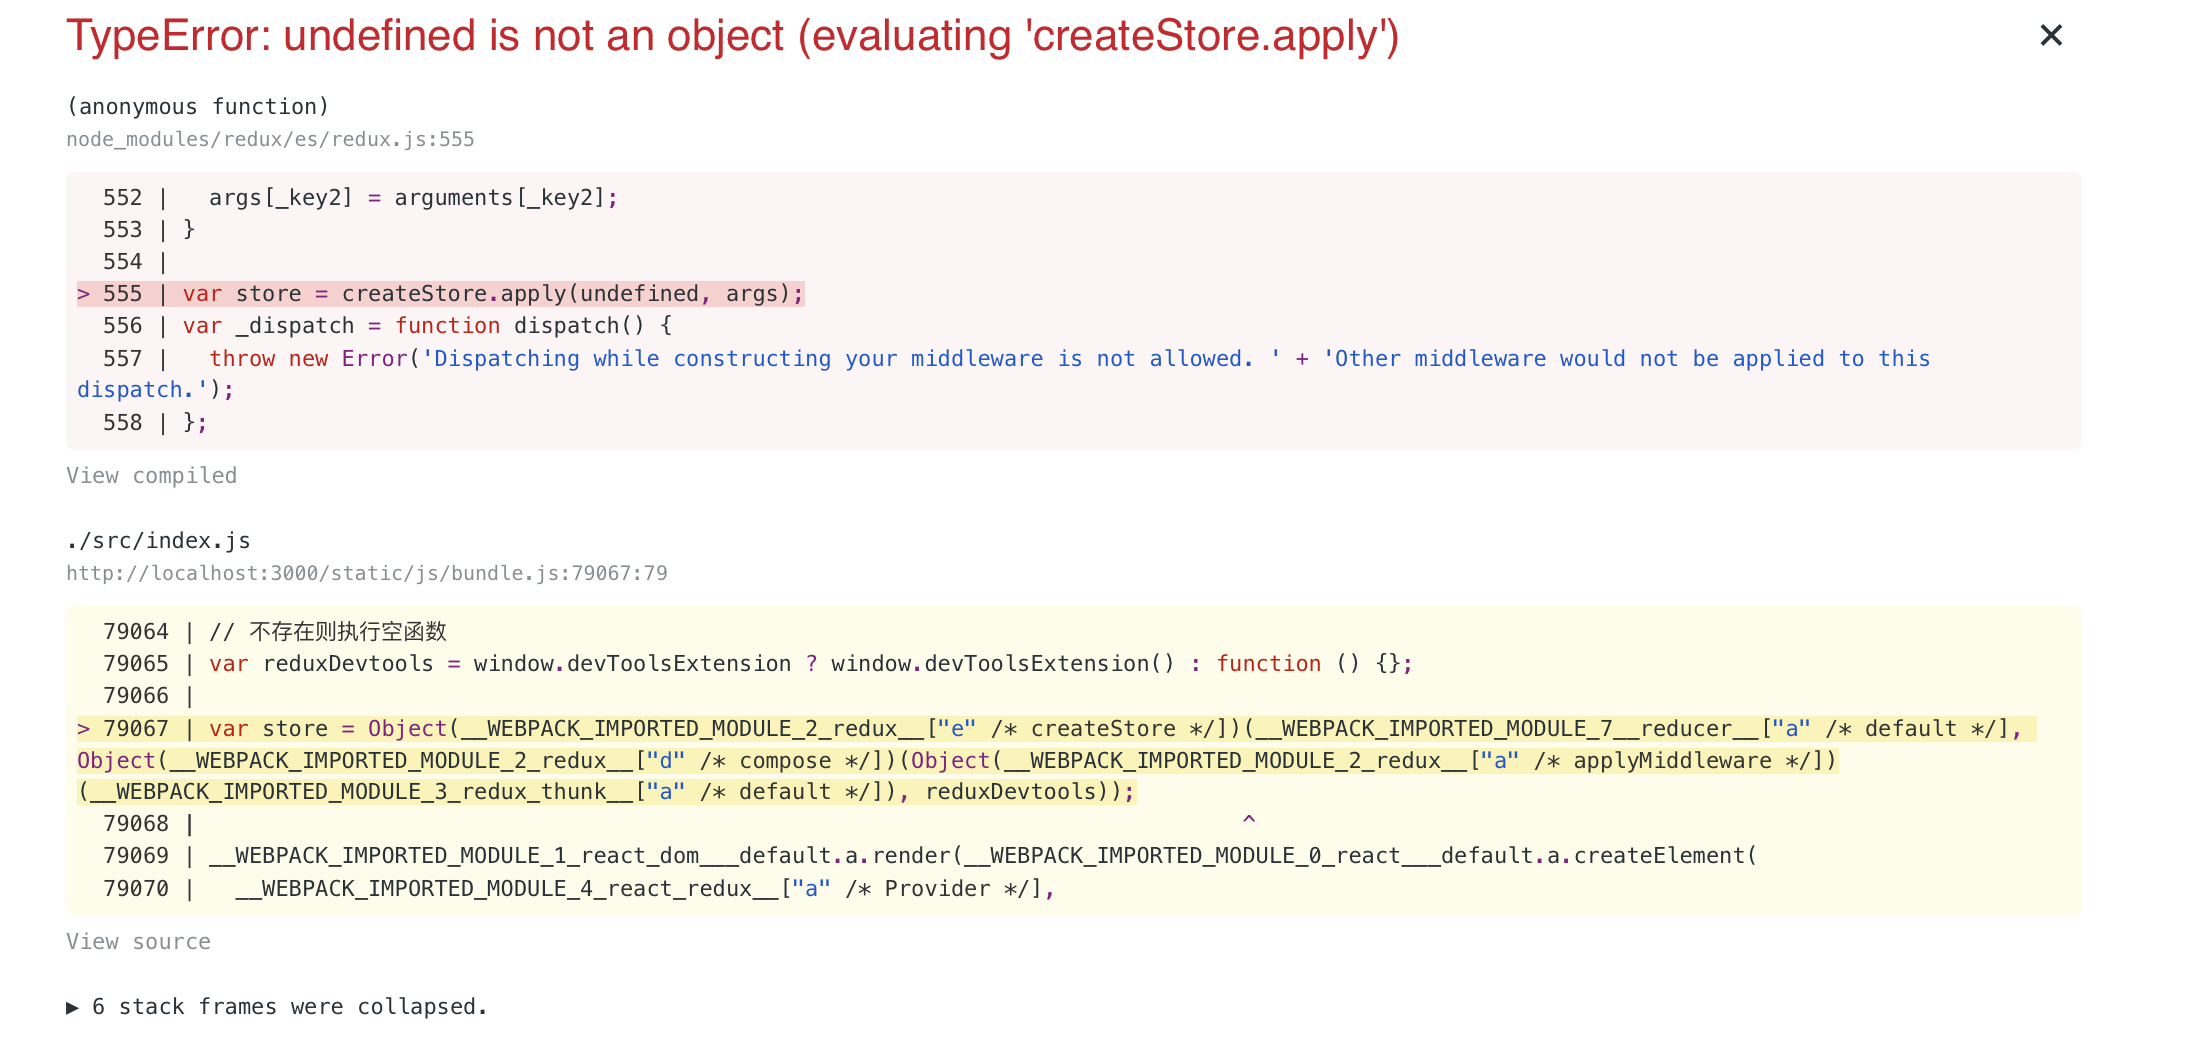 TypeError: undefined is not an object (evaluating 'createStore.apply')
×
(anonymous function)
node_modules/redux/es/redux.js:555
552 |   args[_key2] = arguments[_key2];
553 | }
554 |
> 555 | var store = createStore.apply(undefined, args);
556 | var _dispatch = function dispatch() {
557 |   throw new Error('Dispatching while constructing your middleware is not allowed. ' + 'Other middleware would not be applied to this
dispatch.');
558 | };
View compiled
./src/index.js
http://localhost:3000/static/js/bundle.js:79067:79
79064 | // 不存在则执行空函数
79065 | var reduxDevtools = window.devToolsExtension ? window.devToolsExtension() : function () {};
79066 |
> 79067 | var store = Object(__WEBPACK_IMPORTED_MODULE_2_redux__["e" /* createStore */])(__WEBPACK_IMPORTED_MODULE_7__reducer__["a" /* default */],
Object(__WEBPACK_IMPORTED_MODULE_2_redux__["d" /* compose */])(Object(__WEBPACK_IMPORTED_MODULE_2_redux__["a" /* applyMiddleware */])
(__WEBPACK_IMPORTED_MODULE_3_redux_thunk__["a" /* default */]), reduxDevtools));
79068 |                                                                                ^
79069 | __WEBPACK_IMPORTED_MODULE_1_react_dom___default.a.render(__WEBPACK_IMPORTED_MODULE_0_react___default.a.createElement(
79070 |   __WEBPACK_IMPORTED_MODULE_4_react_redux__["a" /* Provider */],
View source
▶ 6 stack frames were collapsed.